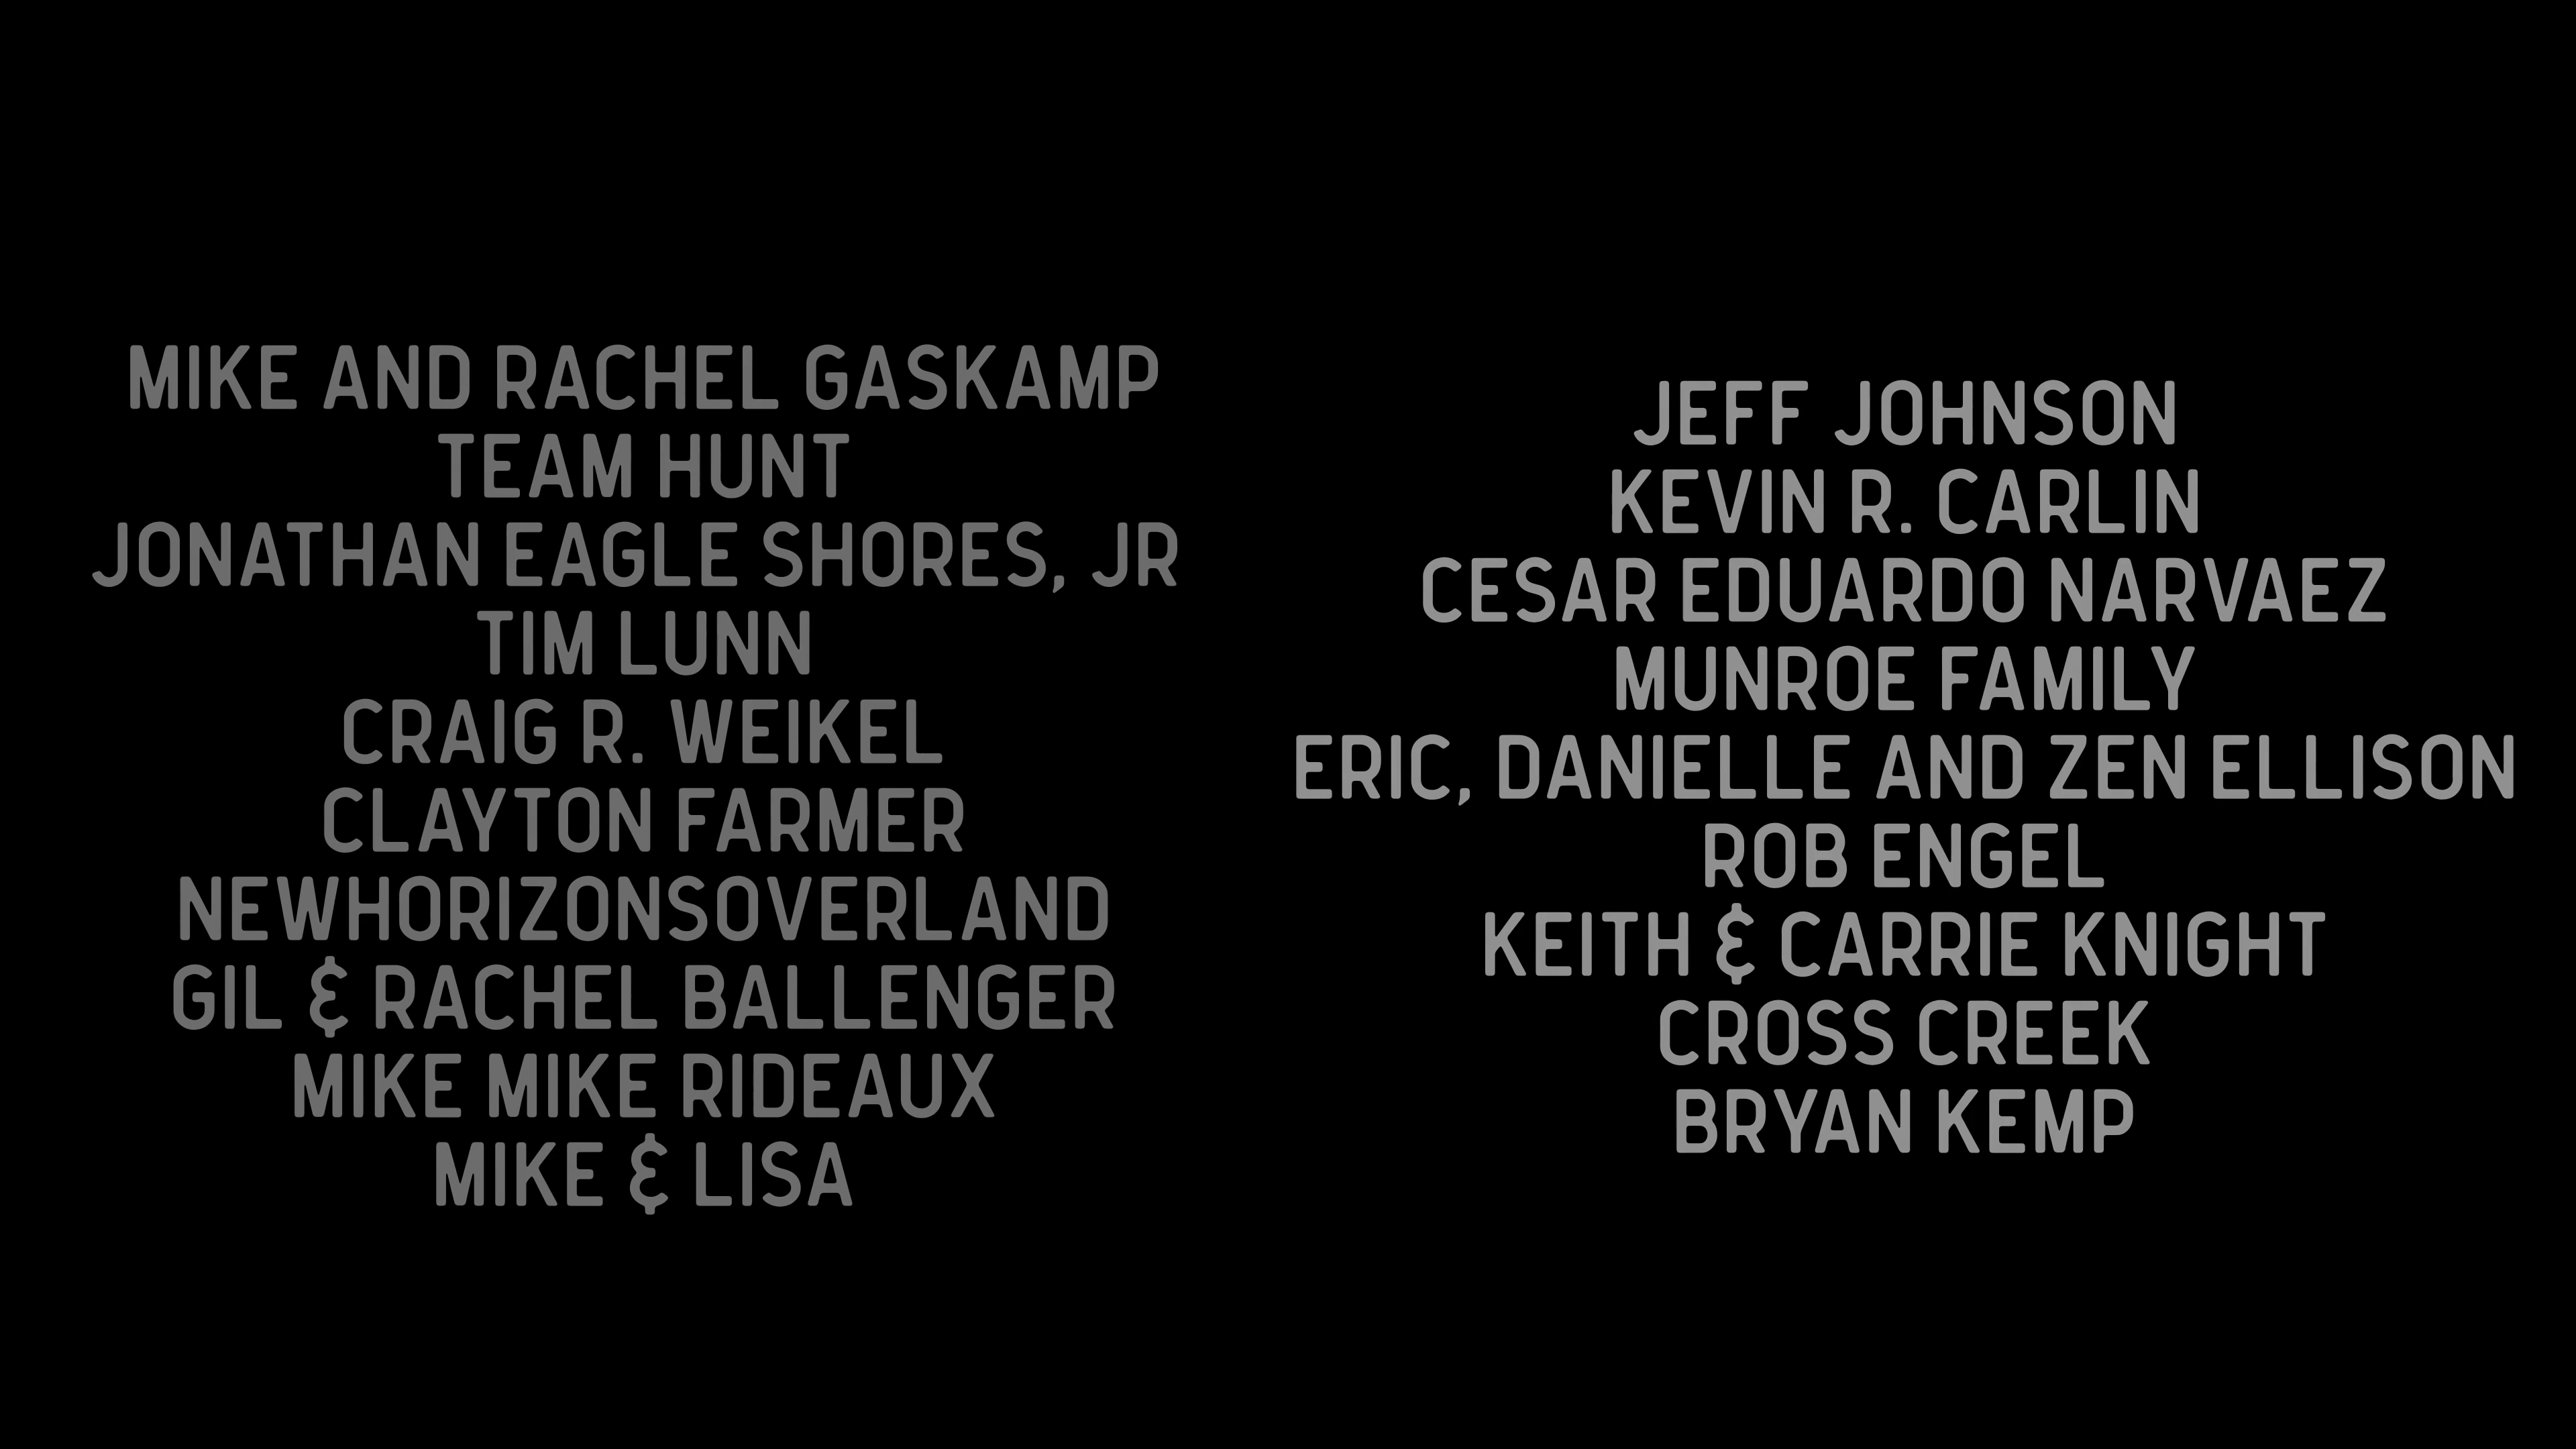 MIKE AND RACHEL GASKAMP
TEAM HUNT
JONATHAN EAGLE SHORES, JR
TIM LUNN
CRAIG R. WEIKEL
CLAYTON FARMER
NEWHORIZONSOVERLAND
GIL & RACHEL BALLENGER
MIKE MIKE RIDEAUX
MIKE & LISA
JEFF JOHNSON
KEVIN R. CARLIN
CESAR EDUARDO NARVAEZ
MUNROE FAMILY
ERIC, DANIELLE AND ZEN ELLISON
ROB ENGEL
KEITH & CARRIE KNIGHT
CROSS CREEK
BRYAN KEMP